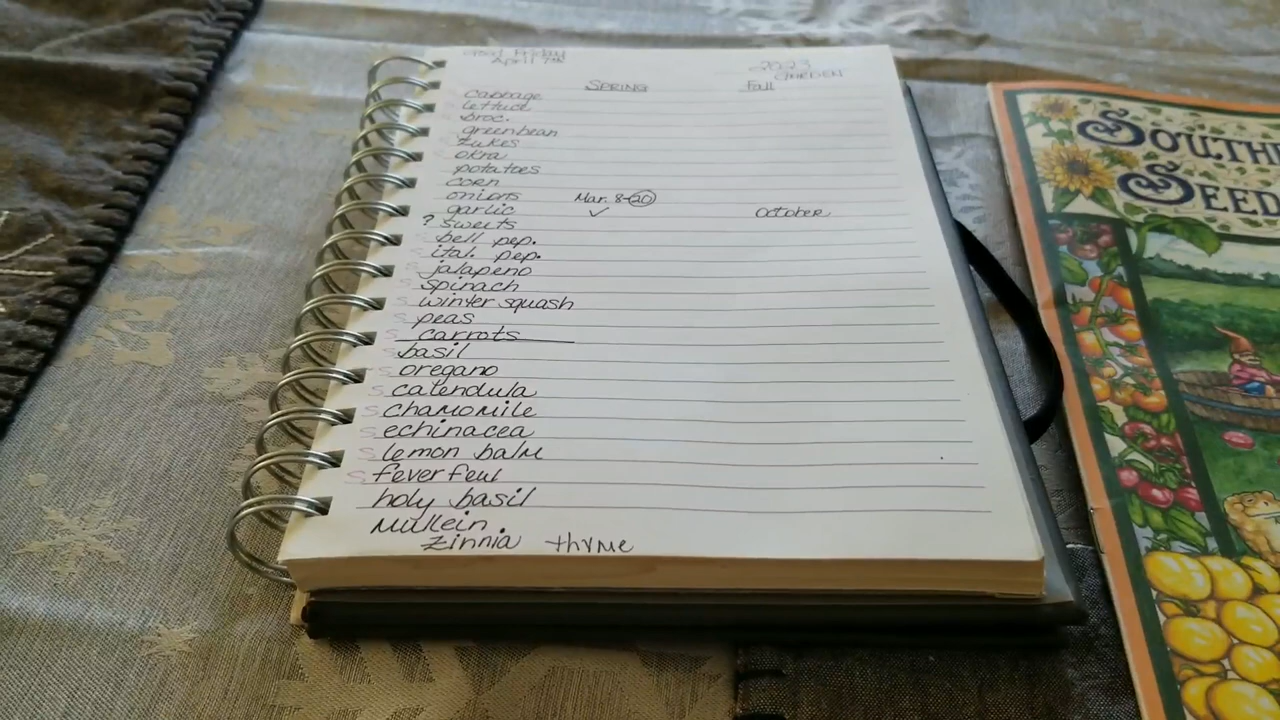 Good Friday
April 7th
2023
GARDEN
SPRING Fall
cabbage
lettuce
broc.
greenbean
zukes
okra
potatoes
corn
onions Mar. 8-20
garlic ✓ October
? sweets
bell pep.
ital. pep.
jalapeno
S spinach
S winter squash
S peas
S carrots
S basil
S oregano
S calendula
S chamomile
S echinacea
S lemon balm
S feverfew
holy basil
Mullein
Zinnia thyme
SOUTHE
SEED